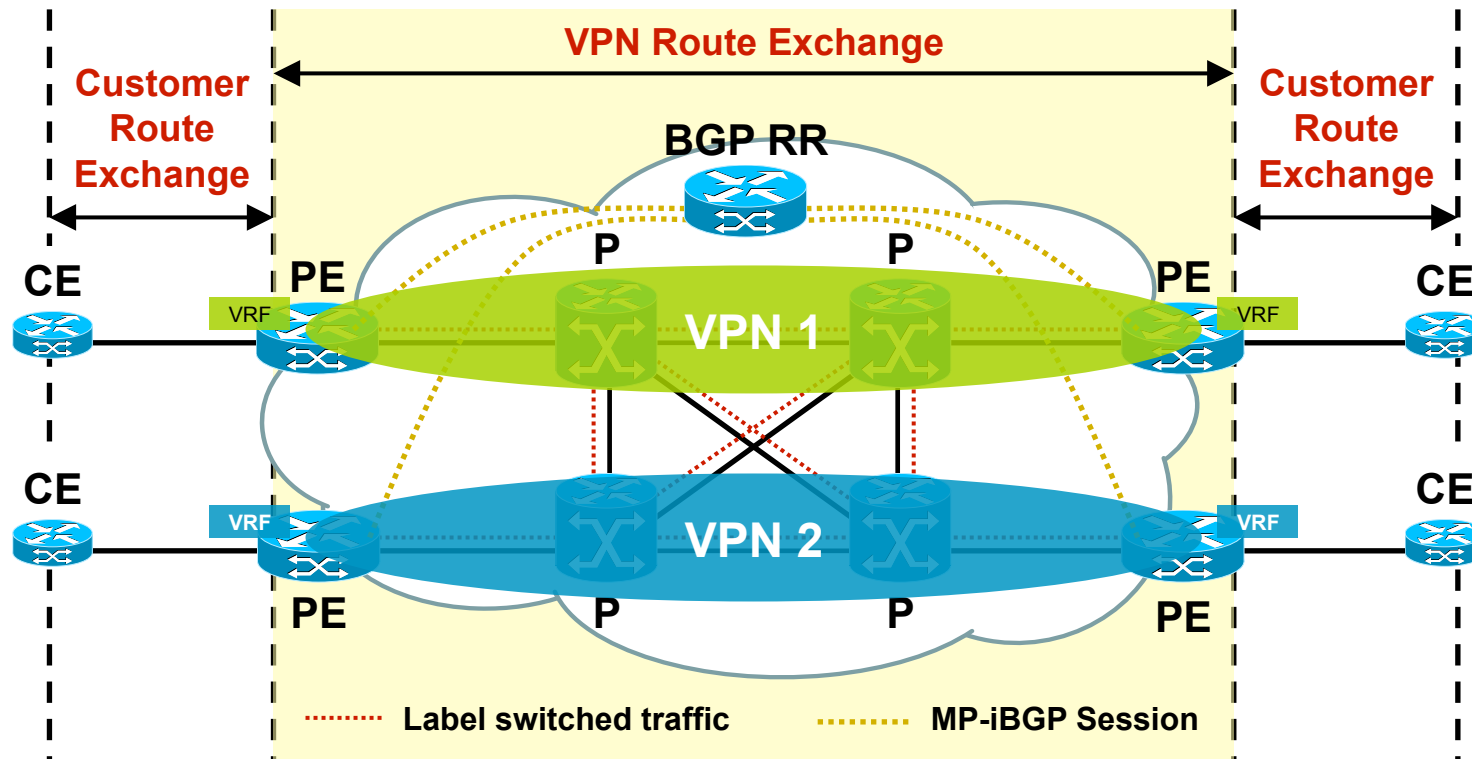 VPN Route Exchange
Customer
Route
Exchange
Customer
Route
Exchange
BGP RR
P
P
CE
PE
PE
CE
VRF
VPN 1
VRF
CE
CE
VRF
VPN 2
VRF
PE
P
P
PE
Label switched traffic
MP-iBGP Session